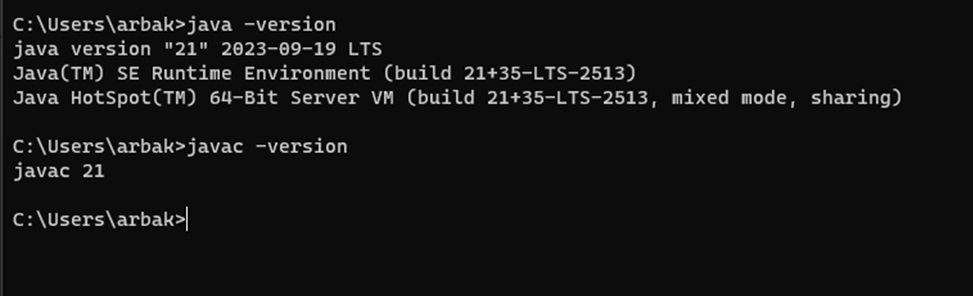 C:\Users\arbak>java -version
java version "21" 2023-09-19 LTS
Java(TM) SE Runtime Environment (build 21+35-LTS-2513)
Java HotSpot(TM) 64-Bit Server VM (build 21+35-LTS-2513, mixed mode, sharing)
C:\Users\arbak>javac -version
javac 21
C:\Users\arbak>